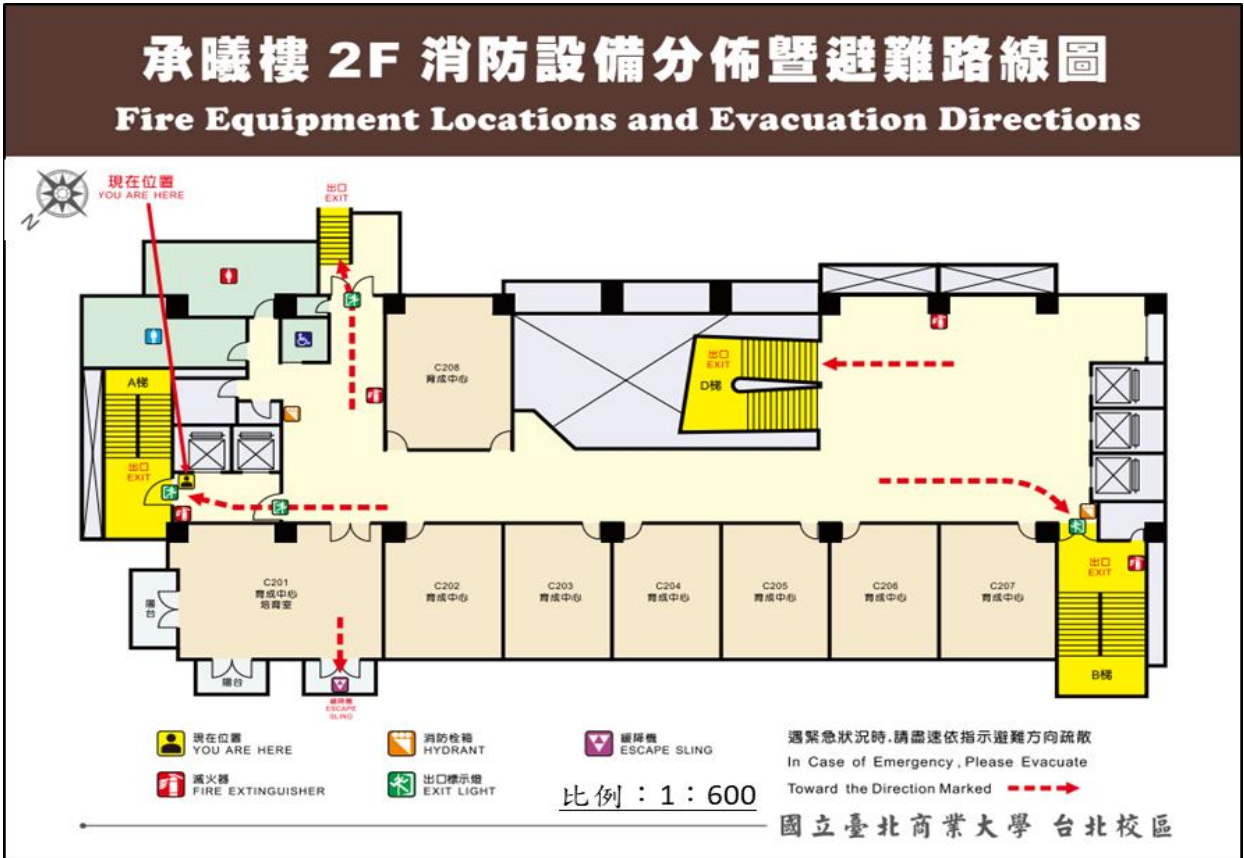 承曦樓 2F 消防設備分佈暨避難路線圖
Fire Equipment Locations and Evacuation Directions
N
現在位置
YOU ARE HERE
出口
EXIT
A梯
出口
EXIT
C208
育成中心
出口
EXIT
D梯
C201
育成中心
培育室
C202
育成中心
C203
育成中心
C204
育成中心
C205
育成中心
C206
育成中心
C207
育成中心
出口
EXIT
B梯
陽台
陽台
緩降機
ESCAPE
SLING
現在位置
YOU ARE HERE
消防栓箱
HYDRANT
緩降機
ESCAPE SLING
滅火器
FIRE EXTINGUISHER
出口標示燈
EXIT LIGHT
比例：1：600
遇緊急狀況時,請盡速依指示避難方向疏散
In Case of Emergency , Please Evacuate
Toward the Direction Marked
國立臺北商業大學 台北校區